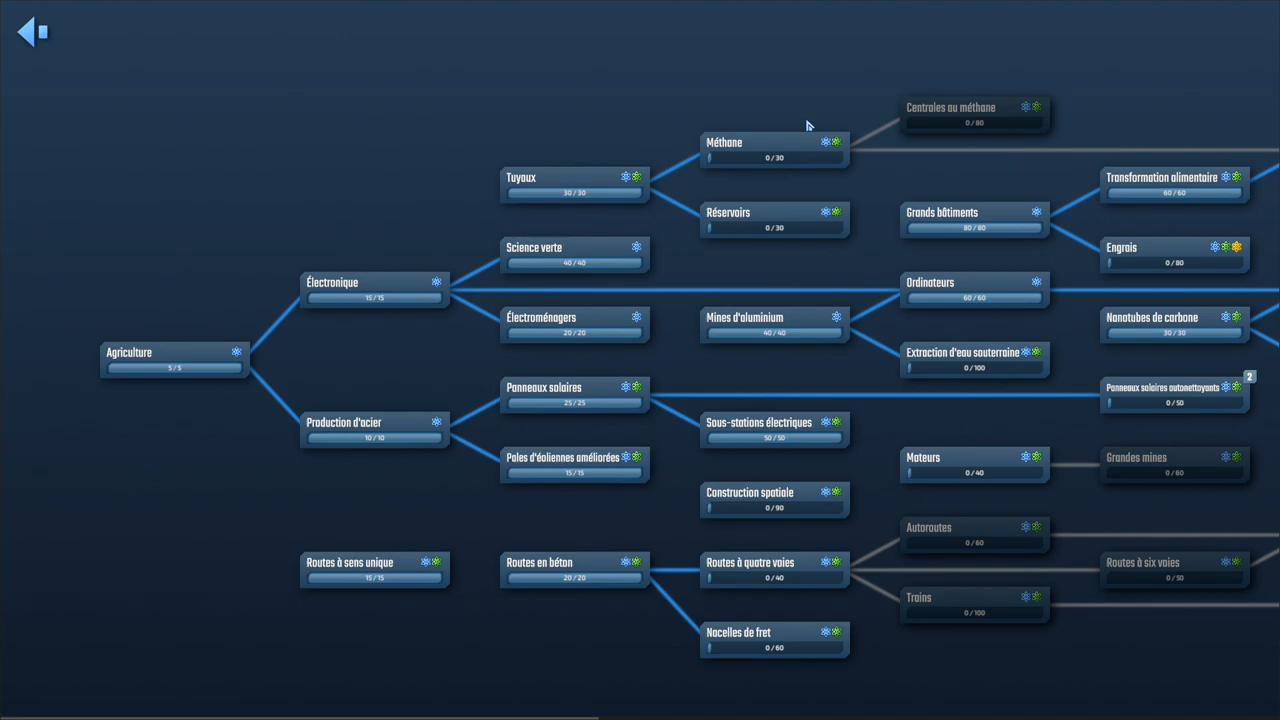 Centrales au méthane
0/80
Méthane
0/30
Tuyaux
30/30
Transformation alimentaire
60/60
Réservoirs
0/30
Grands bâtiments
80/80
Science verte
40/40
Engrais
0/80
Électronique
15/15
Ordinateurs
60/60
Électroménagers
20/20
Mines d'aluminium
40/40
Nanotubes de carbone
30/30
Agriculture
5/5
Extraction d'eau souterraine
0/100
Panneaux solaires
25/25
Panneaux solaires autonettoyants
2
0/50
Production d'acier
10/10
Sous-stations électriques
50/50
Pales d'éoliennes améliorées
15/15
Mateurs
0/40
Grandes mines
0/60
Construction spatiale
0/90
Autoroutes
0/60
Routes à sens unique
15/15
Routes en béton
20/20
Routes à quatre voies
0/40
Routes à six voies
0/50
Trains
0/100
Nacelles de fret
0/60